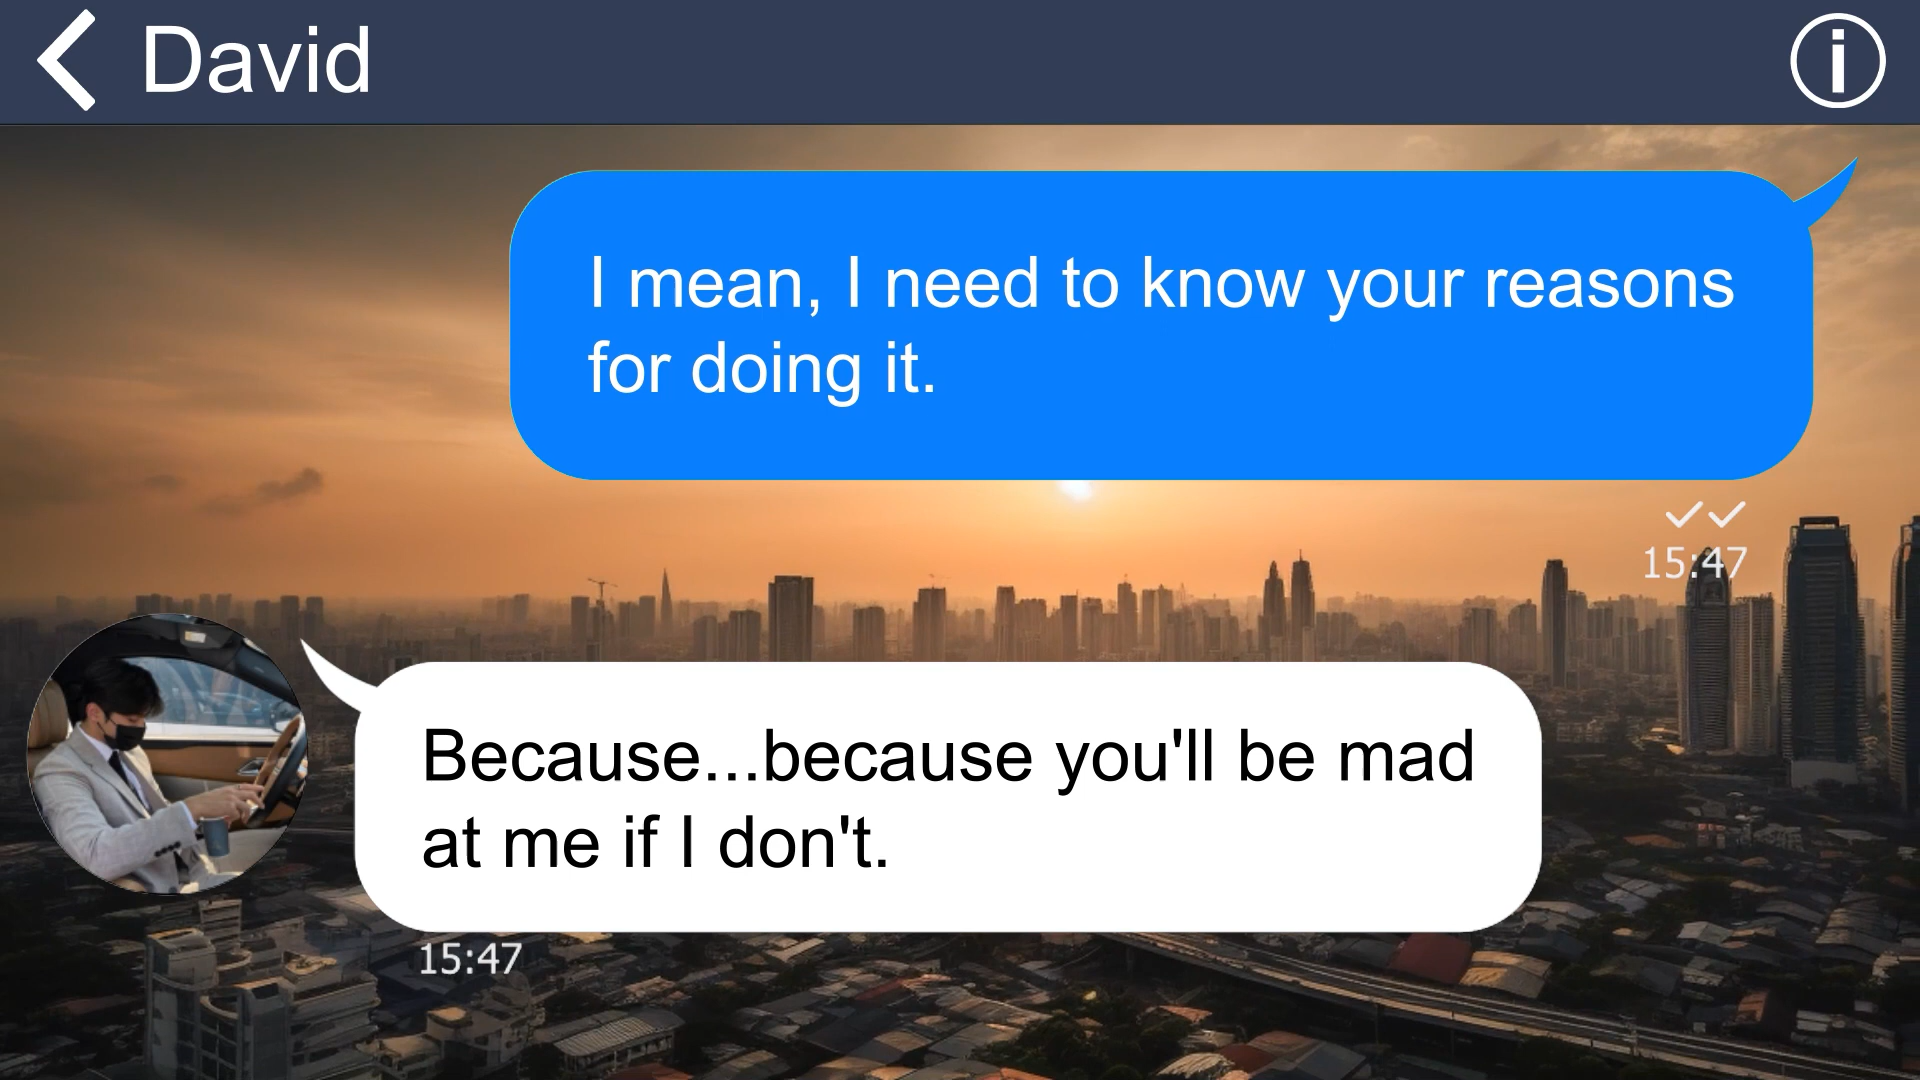 David
I mean, I need to know your reasons
for doing it.
15:47
Because...because you'll be mad
at me if I don't.
15:47